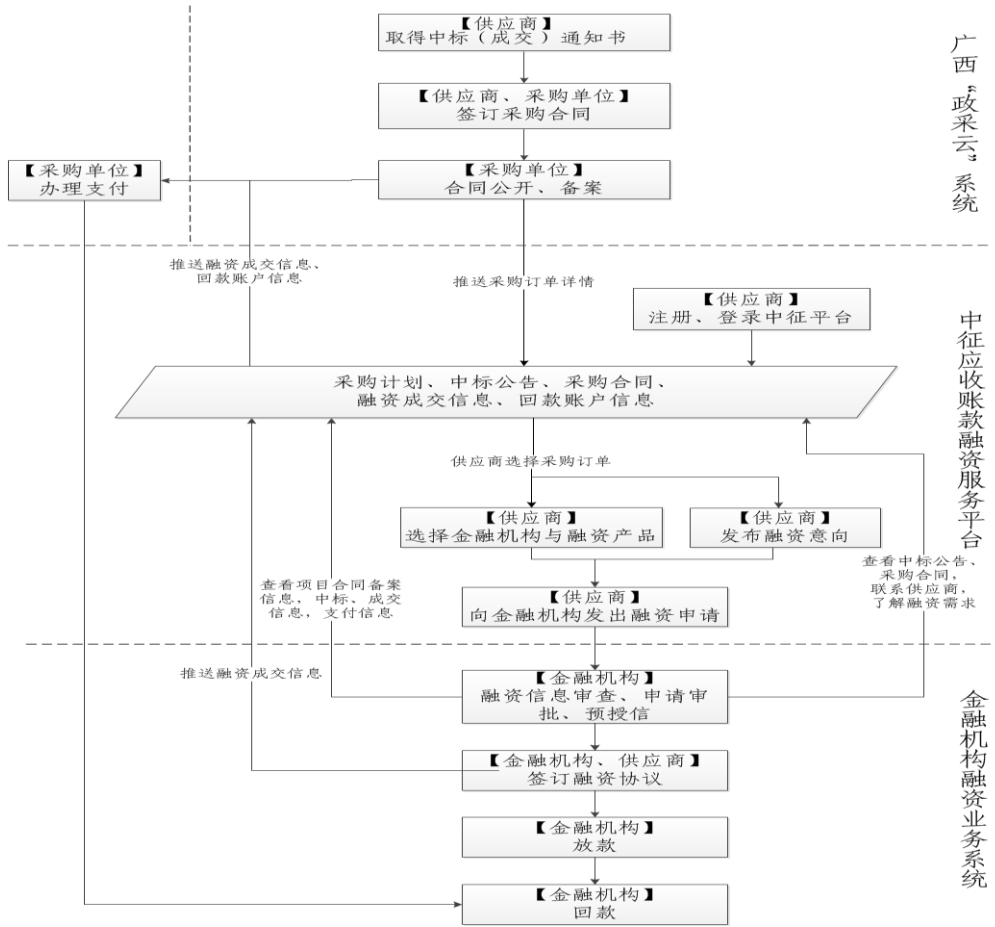 【供应商】
取得中标（成交）通知书
【供应商、采购单位】
签订采购合同
【采购单位】
合同公开、备案
【采购单位】
办理支付
广西“政采云”系统
推送融资成交信息、
回款账户信息
推送采购订单详情
【供应商】
注册、登录中征平台
采购计划、中标公告、采购合同、
融资成交信息、回款账户信息
中征应收账款融资服务平台
供应商选择采购订单
【供应商】
选择金融机构与融资产品
【供应商】
发布融资意向
查看项目合同备案
信息，中标、成交
信息，支付信息
【供应商】
向金融机构发出融资申请
查看中标公告、
采购合同，
联系供应商，
了解融资需求
推送融资成交信息
【金融机构】
融资信息审查、申请审
批、预授信
【金融机构、供应商】
签订融资协议
【金融机构】
放款
【金融机构】
回款
金融机构融资业务系统